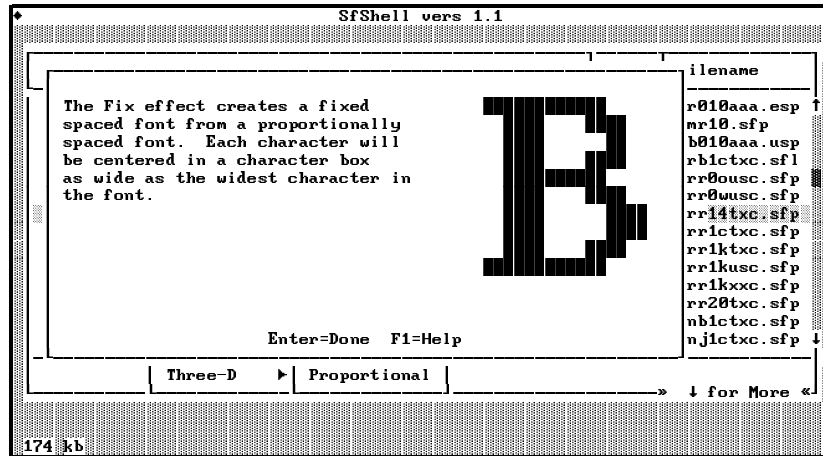 SfShell vers 1.1
ilename
The Fix effect creates a fixed
spaced font from a proportionally
spaced font.  Each character will
be centered in a character box
as wide as the widest character in
the font.
B
r010aaa.esp ↑
mr10.sfp
b010aaa.usp
rb1ctxc.sfl
rr0ousc.sfp
rr0wusc.sfp
rr14txc.sfp
rr1ctxc.sfp
rr1ktxc.sfp
rr1kusc.sfp
rr1kxxc.sfp
rr20txc.sfp
nb1ctxc.sfp
nj1ctxc.sfp ↓
Enter=Done  F1=Help
Three-D ► Proportional
» ↓ for More «
174 kb